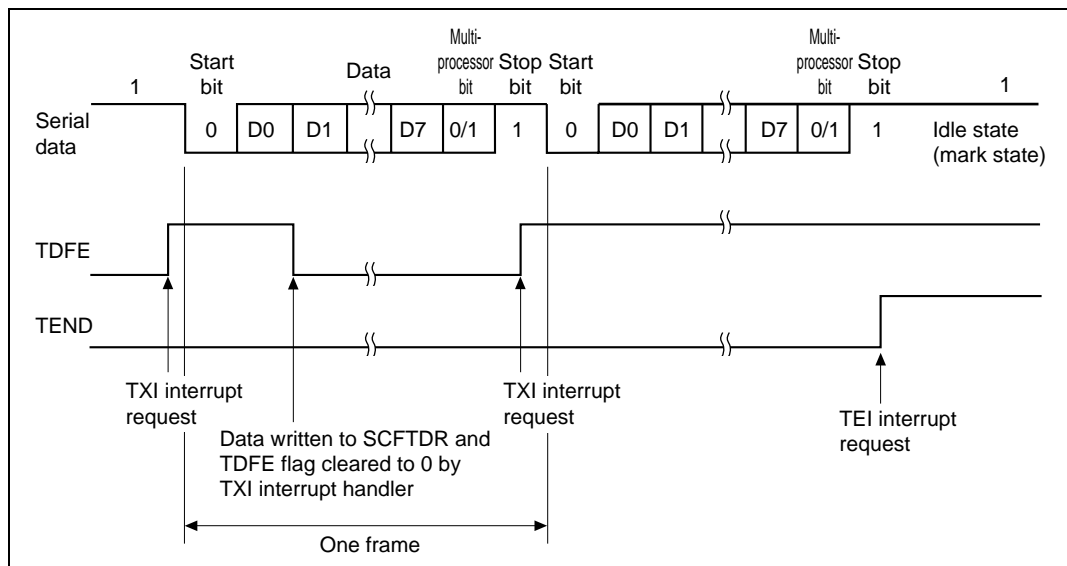 Multi-
processor
bit
Multi-
processor
bit
Start
bit
Data
Stop
bit
Start
bit
Stop
bit
1
1
Serial
data
0
D0
D1
D7
0/1
1
0
D0
D1
D7
0/1
1
Idle state
(mark state)
TDFE
TEND
TXI interrupt
request
Data written to SCFTDR and
TDFE flag cleared to 0 by
TXI interrupt handler
TXI interrupt
request
TEI interrupt
request
One frame